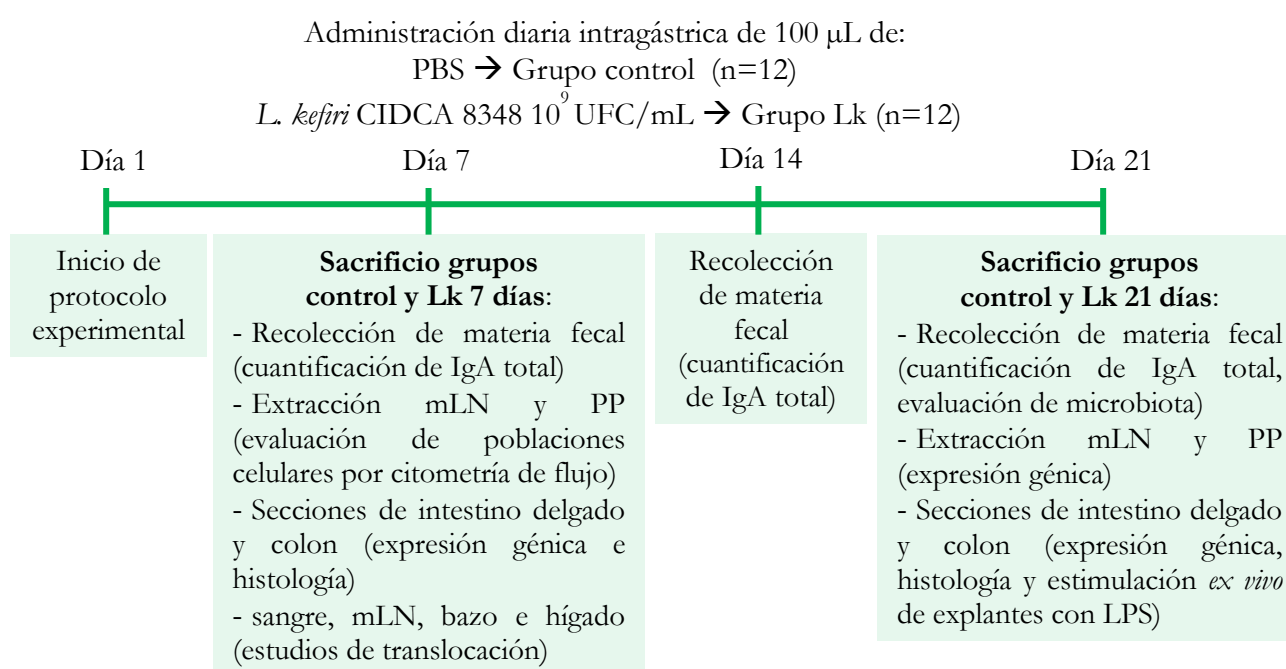 Administración diaria intragástrica de 100 µL de:
PBS → Grupo control (n=12)
L. kefiri CIDCA 8348 10⁹ UFC/mL → Grupo Lk (n=12)
Día 1
Día 7
Día 14
Día 21
Inicio de
protocolo
experimental
Sacrificio grupos
control y Lk 7 días:
- Recolección de materia fecal
(cuantificación de IgA total)
- Extracción mLN y PP
(evaluación de poblaciones
celulares por citometría de flujo)
- Secciones de intestino delgado
y colon (expresión génica e
histología)
- sangre, mLN, bazo e hígado
(estudios de translocación)
Recolección
de materia
fecal
(cuantificación
de IgA total)
Sacrificio grupos
control y Lk 21 días:
- Recolección de materia fecal
(cuantificación de IgA total,
evaluación de microbiota)
- Extracción mLN y PP
(expresión génica)
- Secciones de intestino delgado
y colon (expresión génica,
histología y estimulación ex vivo
de explantes con LPS)